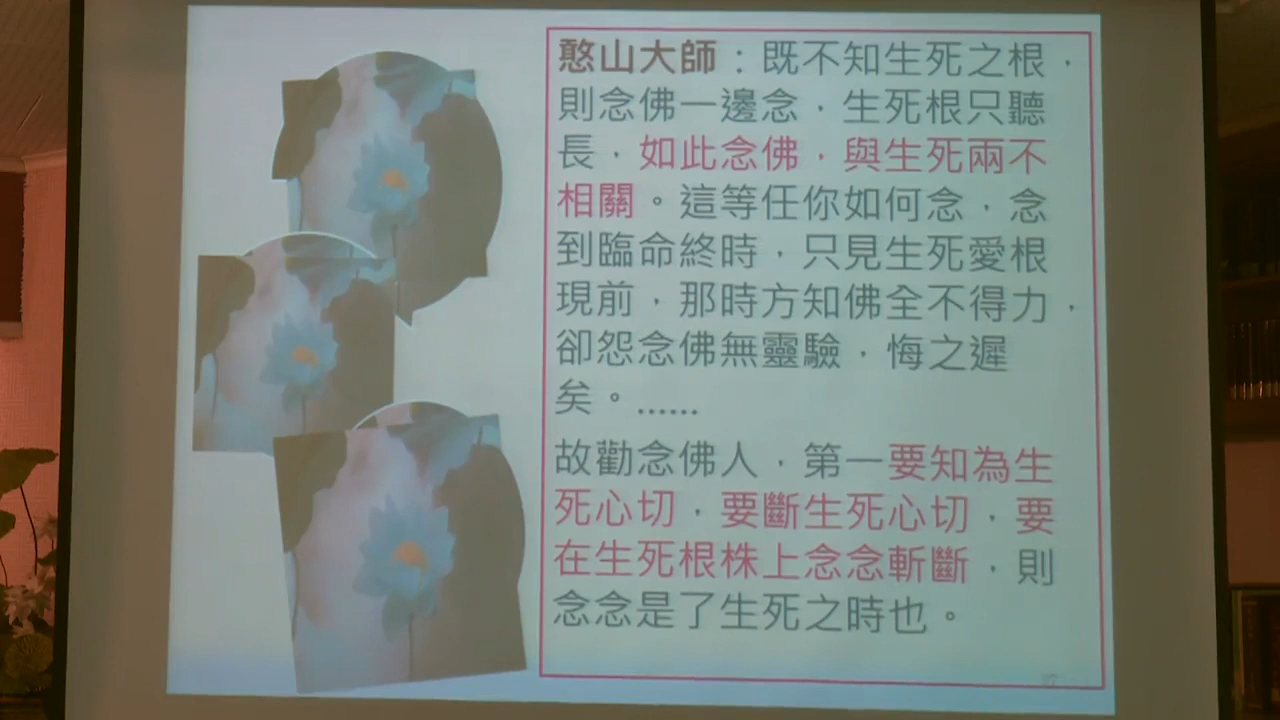 憨山大師：既不知生死之根，
則念佛一邊念，生死根只聽
長，如此念佛，與生死兩不
相關。這等任你如何念，念
到臨命終時，只見生死愛根
現前，那時方知佛全不得力，
卻怨念佛無靈驗，悔之遲
矣。……
故勸念佛人，第一要知為生
死心切，要斷生死心切，要
在生死根株上念念斬斷，則
念念是了生死之時也。